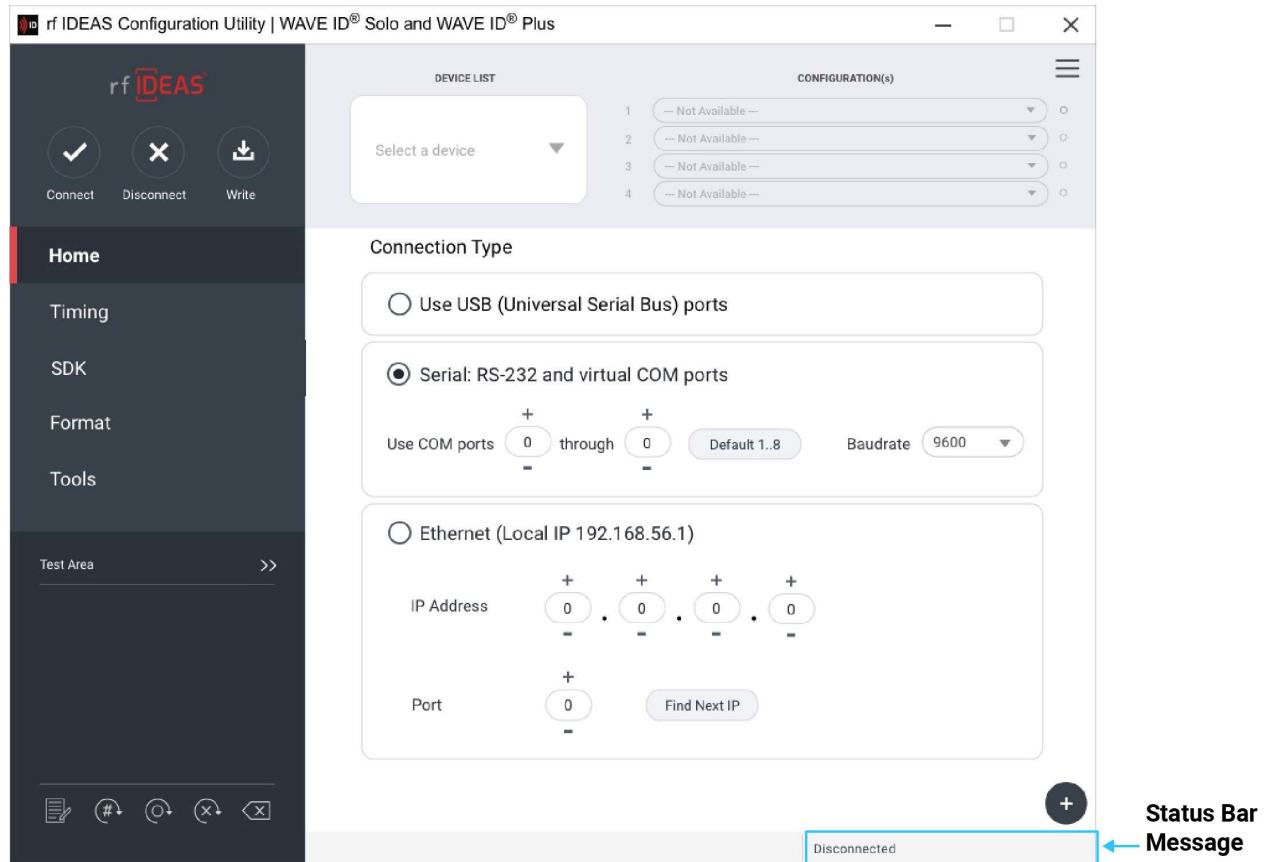 rf IDEAS Configuration Utility | WAVE ID® Solo and WAVE ID® Plus
rf IDEAS
Connect Disconnect Write
Home
Timing
SDK
Format
Tools
Test Area >>
DEVICE LIST
Select a device
CONFIGURATION(s)
1 --- Not Available ---
2 --- Not Available ---
3 --- Not Available ---
4 --- Not Available ---
Connection Type
Use USB (Universal Serial Bus) ports
Serial: RS-232 and virtual COM ports
+ +
Use COM ports 0 through 0 Default 1..8 Baudrate 9600
- -
Ethernet (Local IP 192.168.56.1)
+ + + +
IP Address 0 . 0 . 0 . 0
- - - -
+
Port 0 Find Next IP
-
+
Disconnected
Status Bar
Message